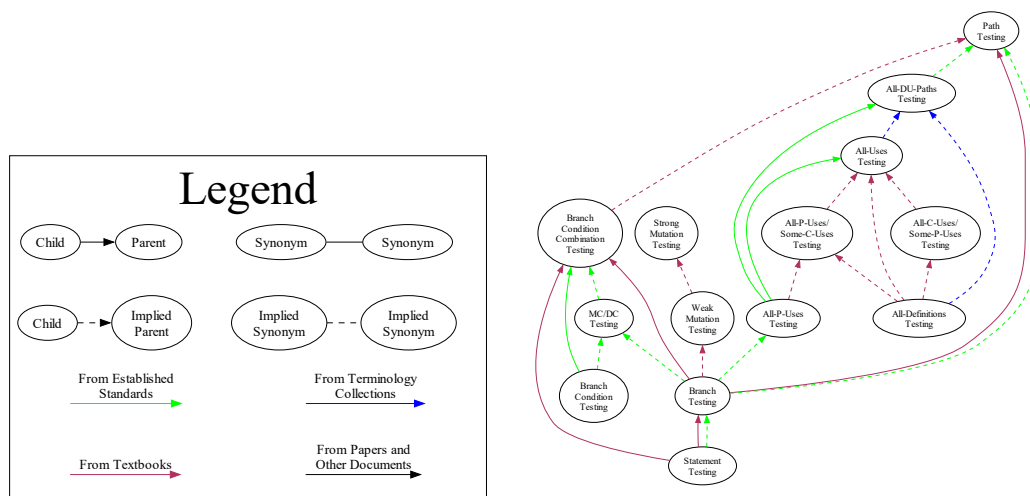 Legend
Child
Parent
Synonym
Synonym
Child
Implied
Parent
Implied
Synonym
Implied
Synonym
From Established
Standards
From Terminology
Collections
From Textbooks
From Papers and
Other Documents
Path
Testing
All-DU-Paths
Testing
All-Uses
Testing
Branch
Condition
Combination
Testing
Strong
Mutation
Testing
All-P-Uses/
Some-C-Uses
Testing
All-C-Uses/
Some-P-Uses
Testing
MC/DC
Testing
Weak
Mutation
Testing
All-P-Uses
Testing
All-Definitions
Testing
Branch
Condition
Testing
Branch
Testing
Statement
Testing